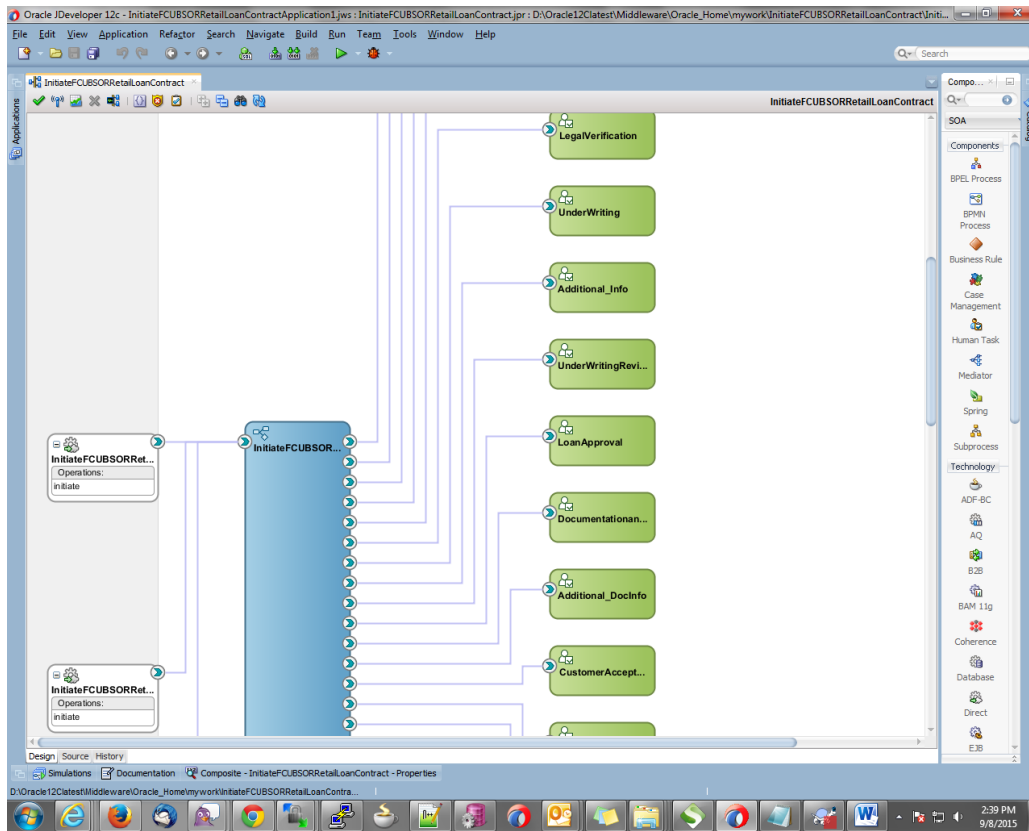 Oracle JDeveloper 12c - InitiateFCUBSORRetailLoanContractApplication1.jws : InitiateFCUBSORRetailLoanContract.jpr : D:\Oracle12Clatest\Middleware\Oracle_Home\mywork\InitiateFCUBSORRetailLoanContract\Initi...
File Edit View Application Refactor Search Navigate Build Run Team Tools Window Help
Search
InitiateFCUBSORRetailLoanContract
Compo...
InitiateFCUBSORRetailLoanContract
Applications
SOA
Components
BPEL Process
BPMN
Process
Business Rule
Case
Management
Human Task
Mediator
Spring
Subprocess
Technology
ADF-BC
AQ
B2B
BAM 11g
Coherence
Database
Direct
EJB
LegalVerification
UnderWriting
Additional_Info
UnderWritingRevi...
LoanApproval
Documentationan...
Additional_DocInfo
CustomerAccept...
InitiateFCUBSOR...
InitiateFCUBSORRet...
Operations:
initiate
InitiateFCUBSORRet...
Operations:
initiate
Design Source History
Simulations Documentation Composite - InitiateFCUBSORRetailLoanContract - Properties
D:\Oracle12Clatest\Middleware\Oracle_Home\mywork\InitiateFCUBSORRetailLoanContra...
2:39 PM
9/8/2015